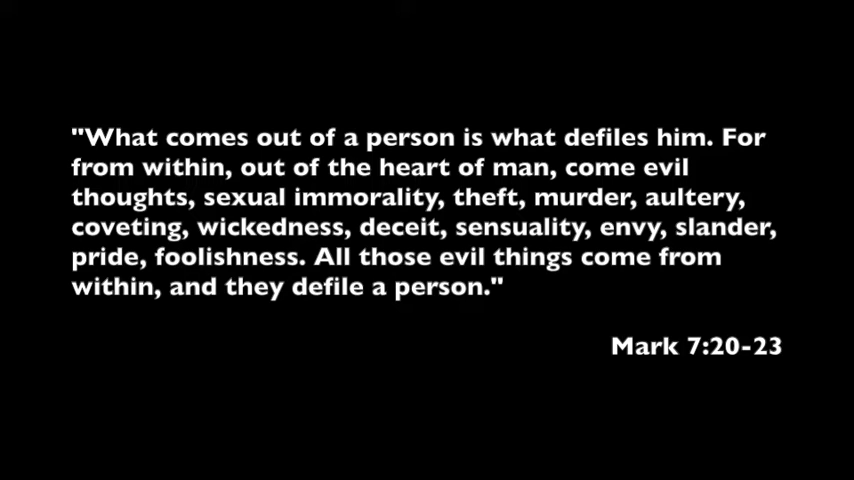 "What comes out of a person is what defiles him. For
from within, out of the heart of man, come evil
thoughts, sexual immorality, theft, murder, aultery,
coveting, wickedness, deceit, sensuality, envy, slander,
pride, foolishness. All those evil things come from
within, and they defile a person."
Mark 7:20-23